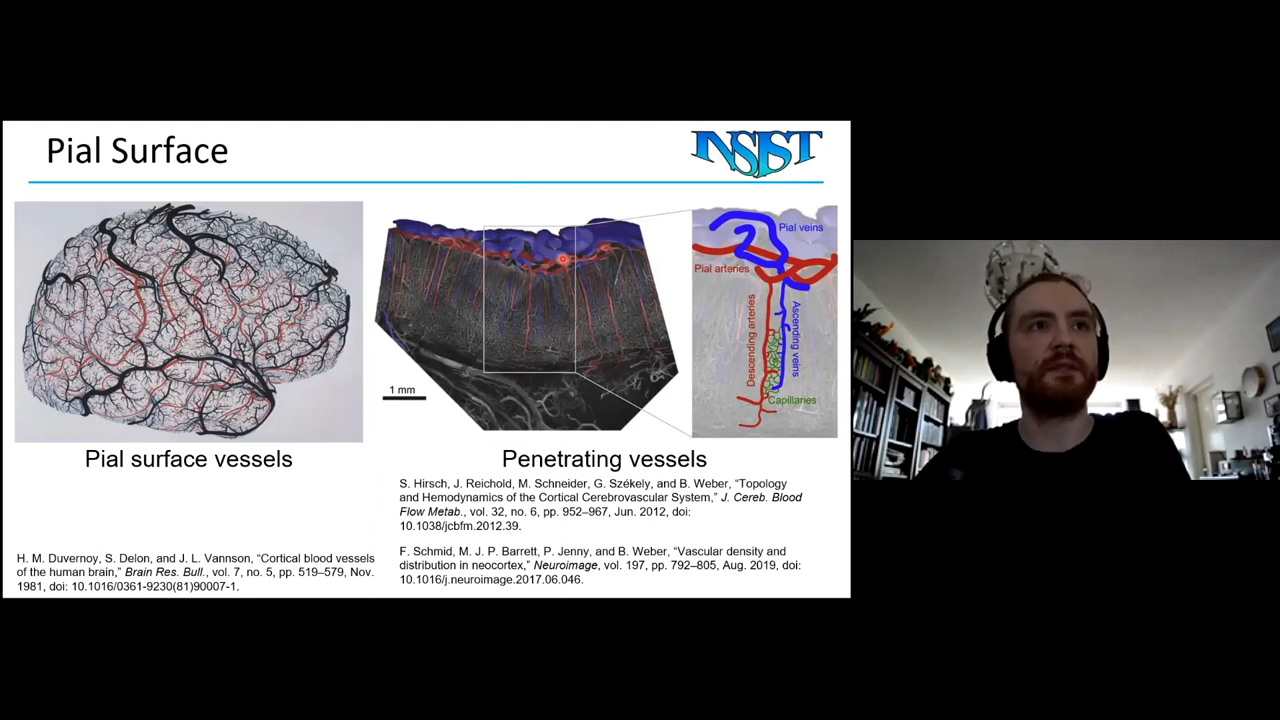 Pial Surface
INSIST
Pial veins
Pial arteries
Descending arteries
Ascending veins
Capillaries
1 mm
Pial surface vessels
Penetrating vessels
S. Hirsch, J. Reichold, M. Schneider, G. Székely, and B. Weber, “Topology
and Hemodynamics of the Cortical Cerebrovascular System,” J. Cereb. Blood
Flow Metab., vol. 32, no. 6, pp. 952–967, Jun. 2012, doi:
10.1038/jcbfm.2012.39.
F. Schmid, M. J. P. Barrett, P. Jenny, and B. Weber, “Vascular density and
distribution in neocortex,” Neuroimage, vol. 197, pp. 792–805, Aug. 2019, doi:
10.1016/j.neuroimage.2017.06.046.
H. M. Duvernoy, S. Delon, and J. L. Vannson, “Cortical blood vessels
of the human brain,” Brain Res. Bull., vol. 7, no. 5, pp. 519–579, Nov.
1981, doi: 10.1016/0361-9230(81)90007-1.